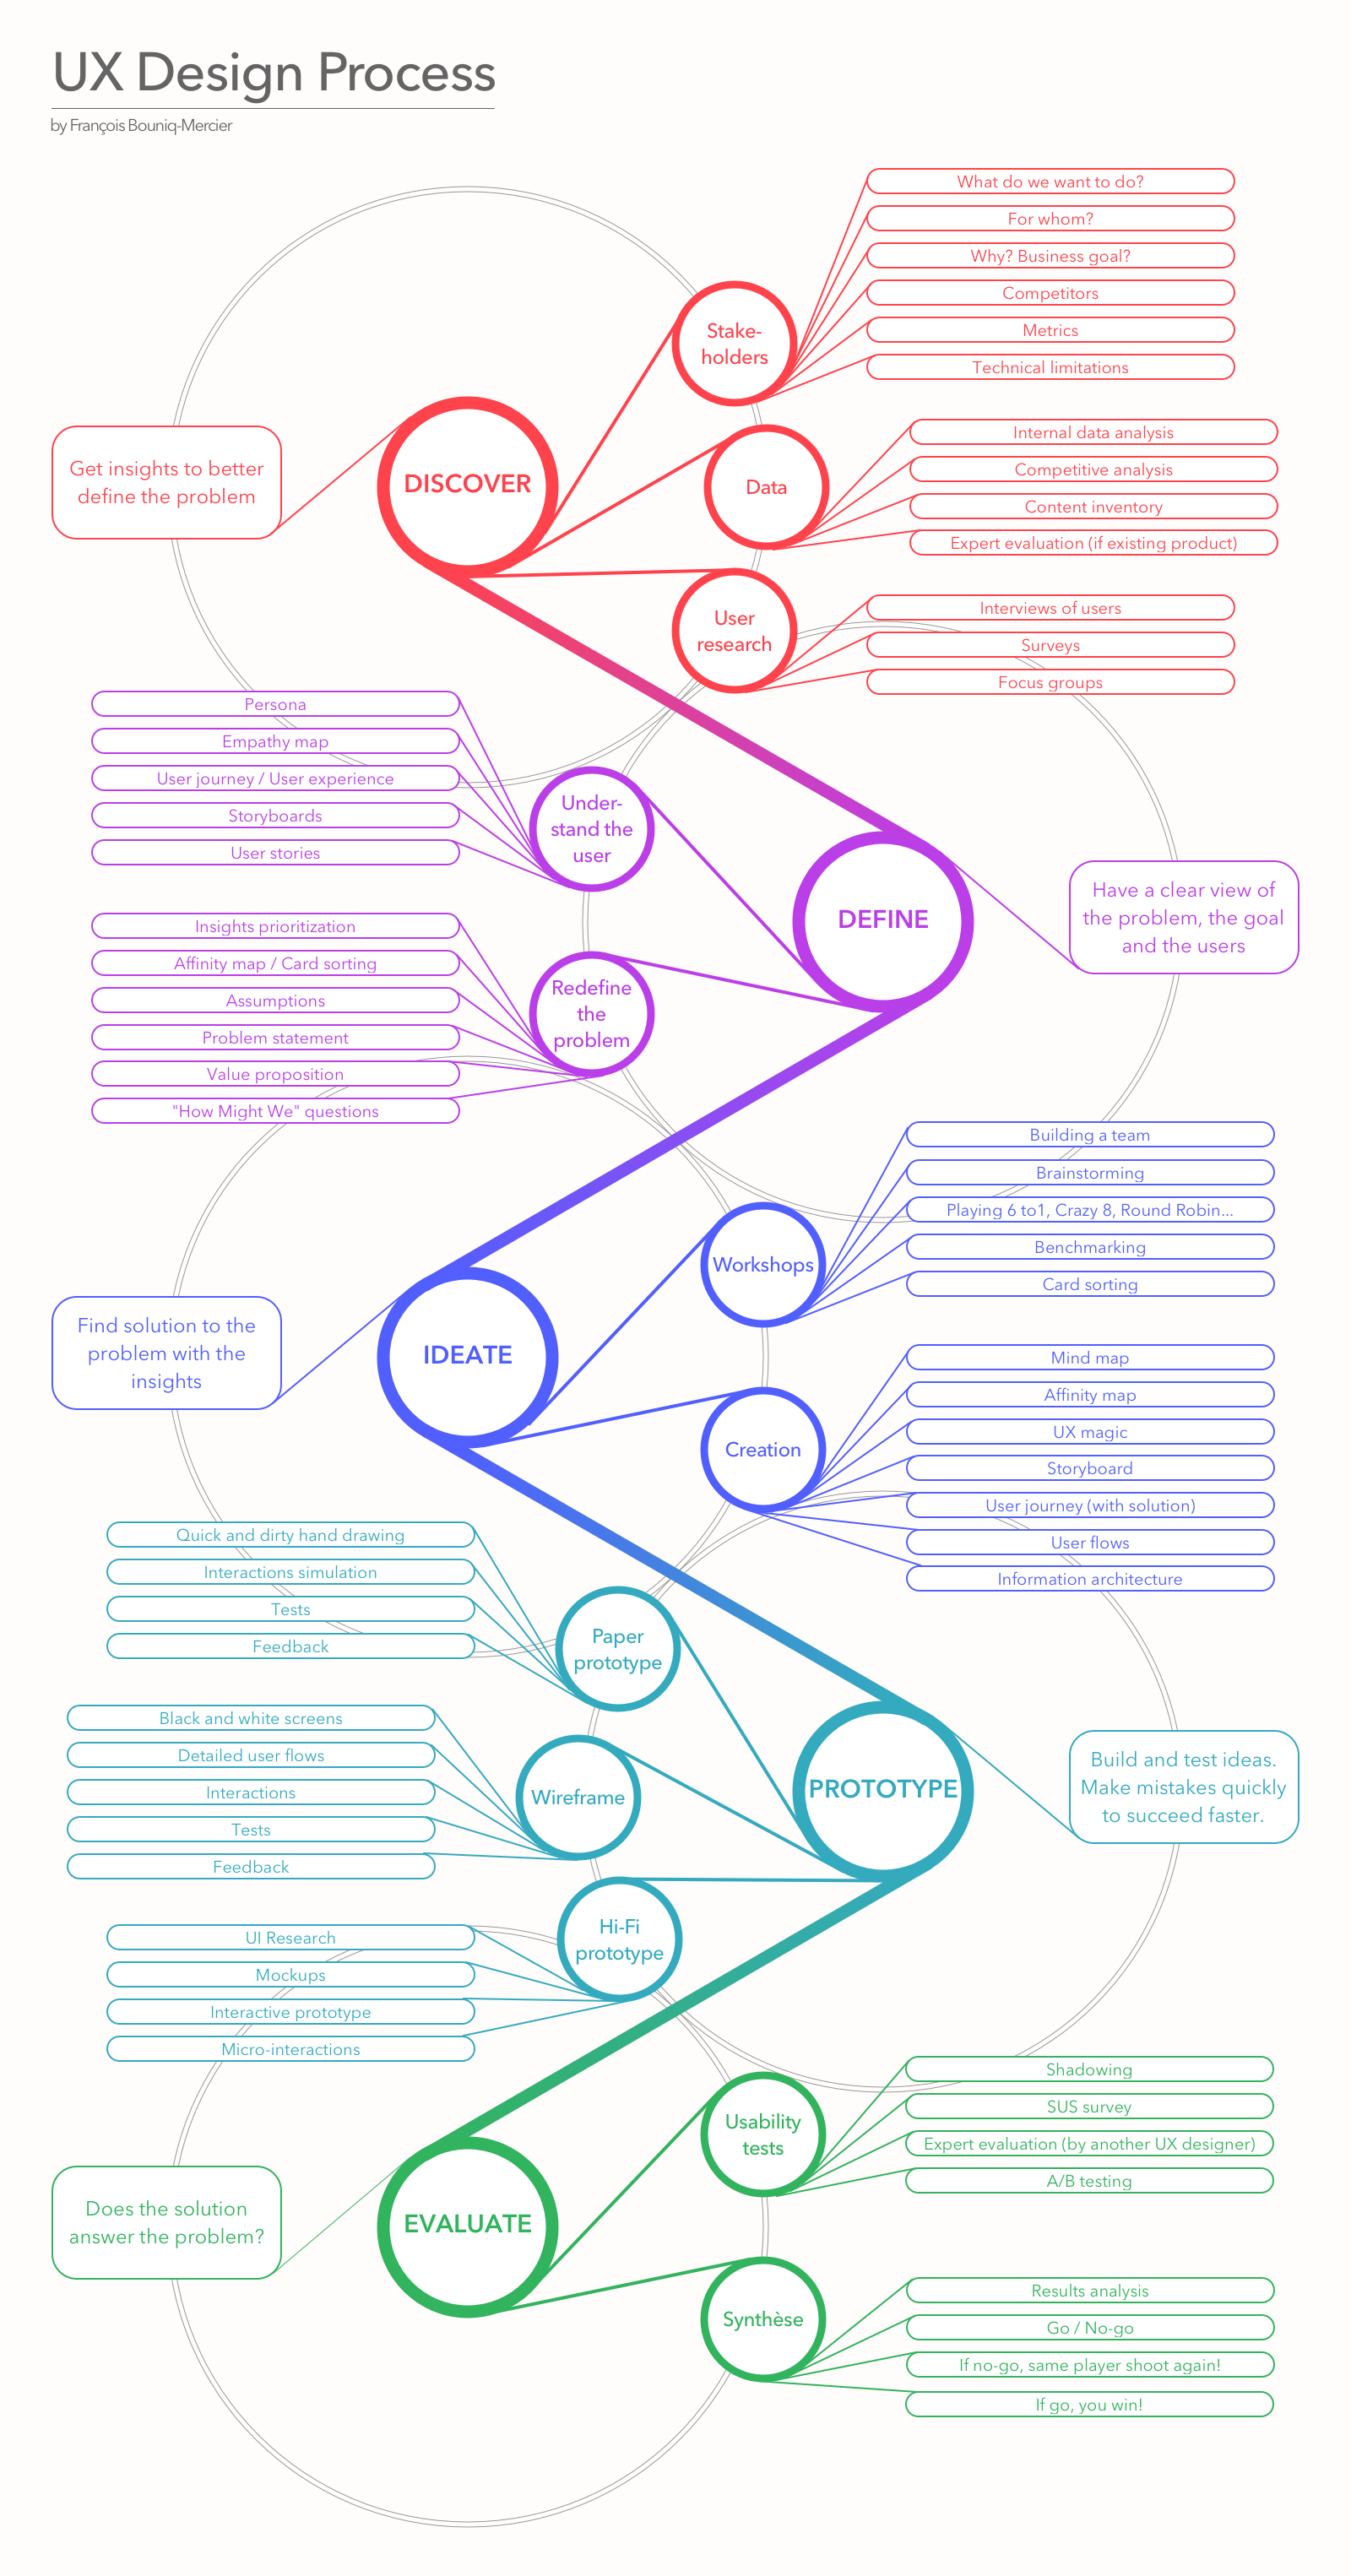 UX Design Process
by François Bouniq-Mercier
DISCOVER
Get insights to better
define the problem
Stake-
holders
What do we want to do?
For whom?
Why? Business goal?
Competitors
Metrics
Technical limitations
Data
Internal data analysis
Competitive analysis
Content inventory
Expert evaluation (if existing product)
User
research
Interviews of users
Surveys
Focus groups
DEFINE
Have a clear view of
the problem, the goal
and the users
Under-
stand the
user
Persona
Empathy map
User journey / User experience
Storyboards
User stories
Redefine
the
problem
Insights prioritization
Affinity map / Card sorting
Assumptions
Problem statement
Value proposition
"How Might We" questions
IDEATE
Find solution to the
problem with the
insights
Workshops
Building a team
Brainstorming
Playing 6 to1, Crazy 8, Round Robin...
Benchmarking
Card sorting
Creation
Mind map
Affinity map
UX magic
Storyboard
User journey (with solution)
User flows
Information architecture
PROTOTYPE
Build and test ideas.
Make mistakes quickly
to succeed faster.
Paper
prototype
Quick and dirty hand drawing
Interactions simulation
Tests
Feedback
Wireframe
Black and white screens
Detailed user flows
Interactions
Tests
Feedback
Hi-Fi
prototype
UI Research
Mockups
Interactive prototype
Micro-interactions
EVALUATE
Does the solution
answer the problem?
Usability
tests
Shadowing
SUS survey
Expert evaluation (by another UX designer)
A/B testing
Synthèse
Results analysis
Go / No-go
If no-go, same player shoot again!
If go, you win!